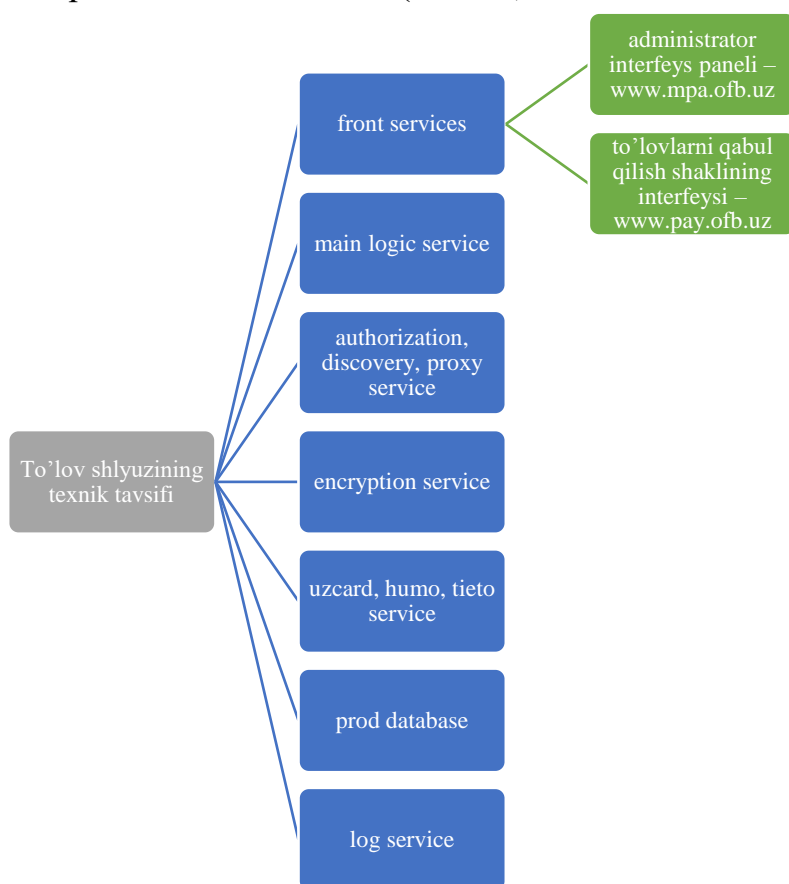 administrator
interfeys paneli –
www.mpa.ofb.uz
front services
to’lovlarni qabul
qilish shaklining
interfeysi –
www.pay.ofb.uz
main logic service
authorization,
discovery, proxy
service
To’lov shlyuzining
texnik tavsifi
encryption service
uzcard, humo, tieto
service
prod database
log service